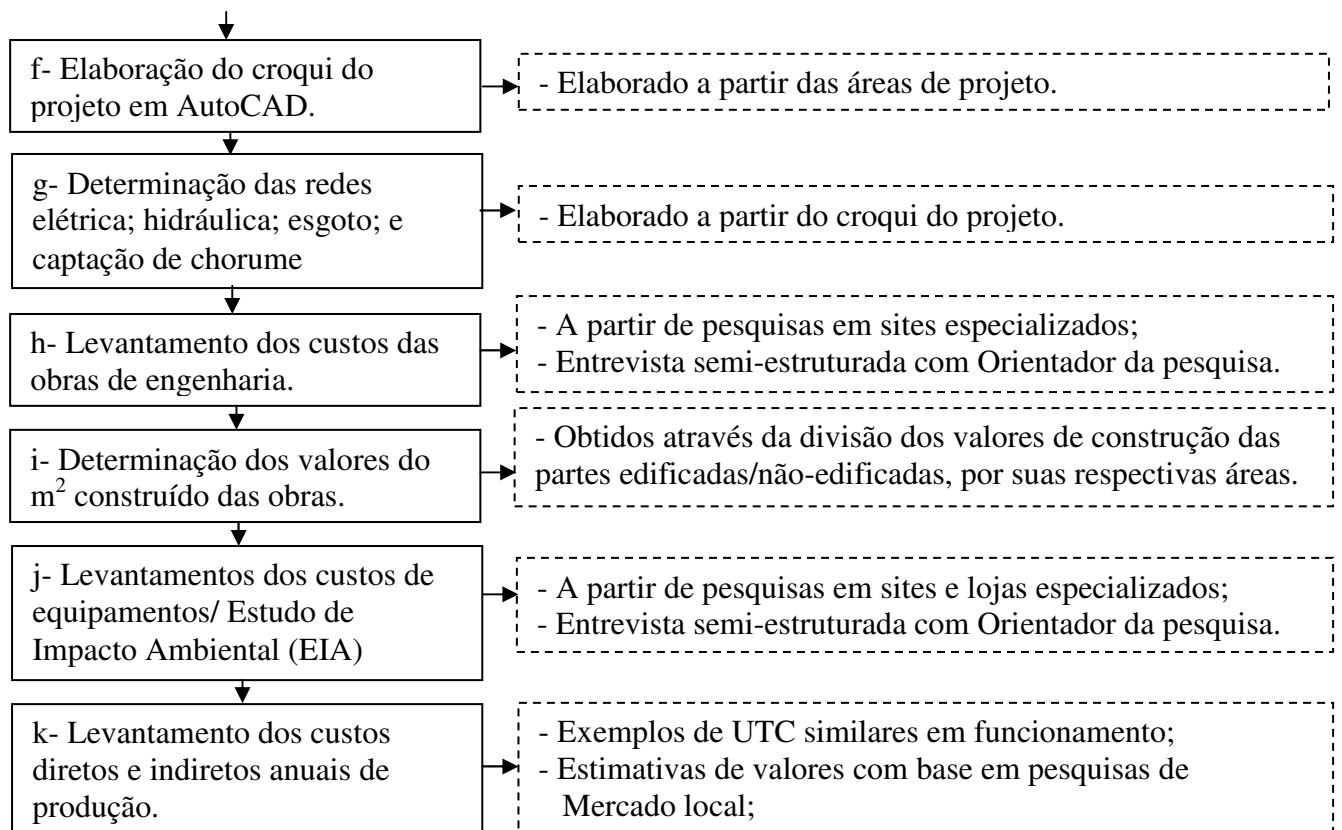 f- Elaboração do croqui do
projeto em AutoCAD.
- Elaborado a partir das áreas de projeto.
g- Determinação das redes
elétrica; hidráulica; esgoto; e
captação de chorume
- Elaborado a partir do croqui do projeto.
h- Levantamento dos custos das
obras de engenharia.
- A partir de pesquisas em sites especializados;
- Entrevista semi-estruturada com Orientador da pesquisa.
i- Determinação dos valores do
m² construído das obras.
- Obtidos através da divisão dos valores de construção das
partes edificadas/não-edificadas, por suas respectivas áreas.
j- Levantamentos dos custos de
equipamentos/ Estudo de
Impacto Ambiental (EIA)
- A partir de pesquisas em sites e lojas especializados;
- Entrevista semi-estruturada com Orientador da pesquisa.
k- Levantamento dos custos
diretos e indiretos anuais de
produção.
- Exemplos de UTC similares em funcionamento;
- Estimativas de valores com base em pesquisas de
Mercado local;